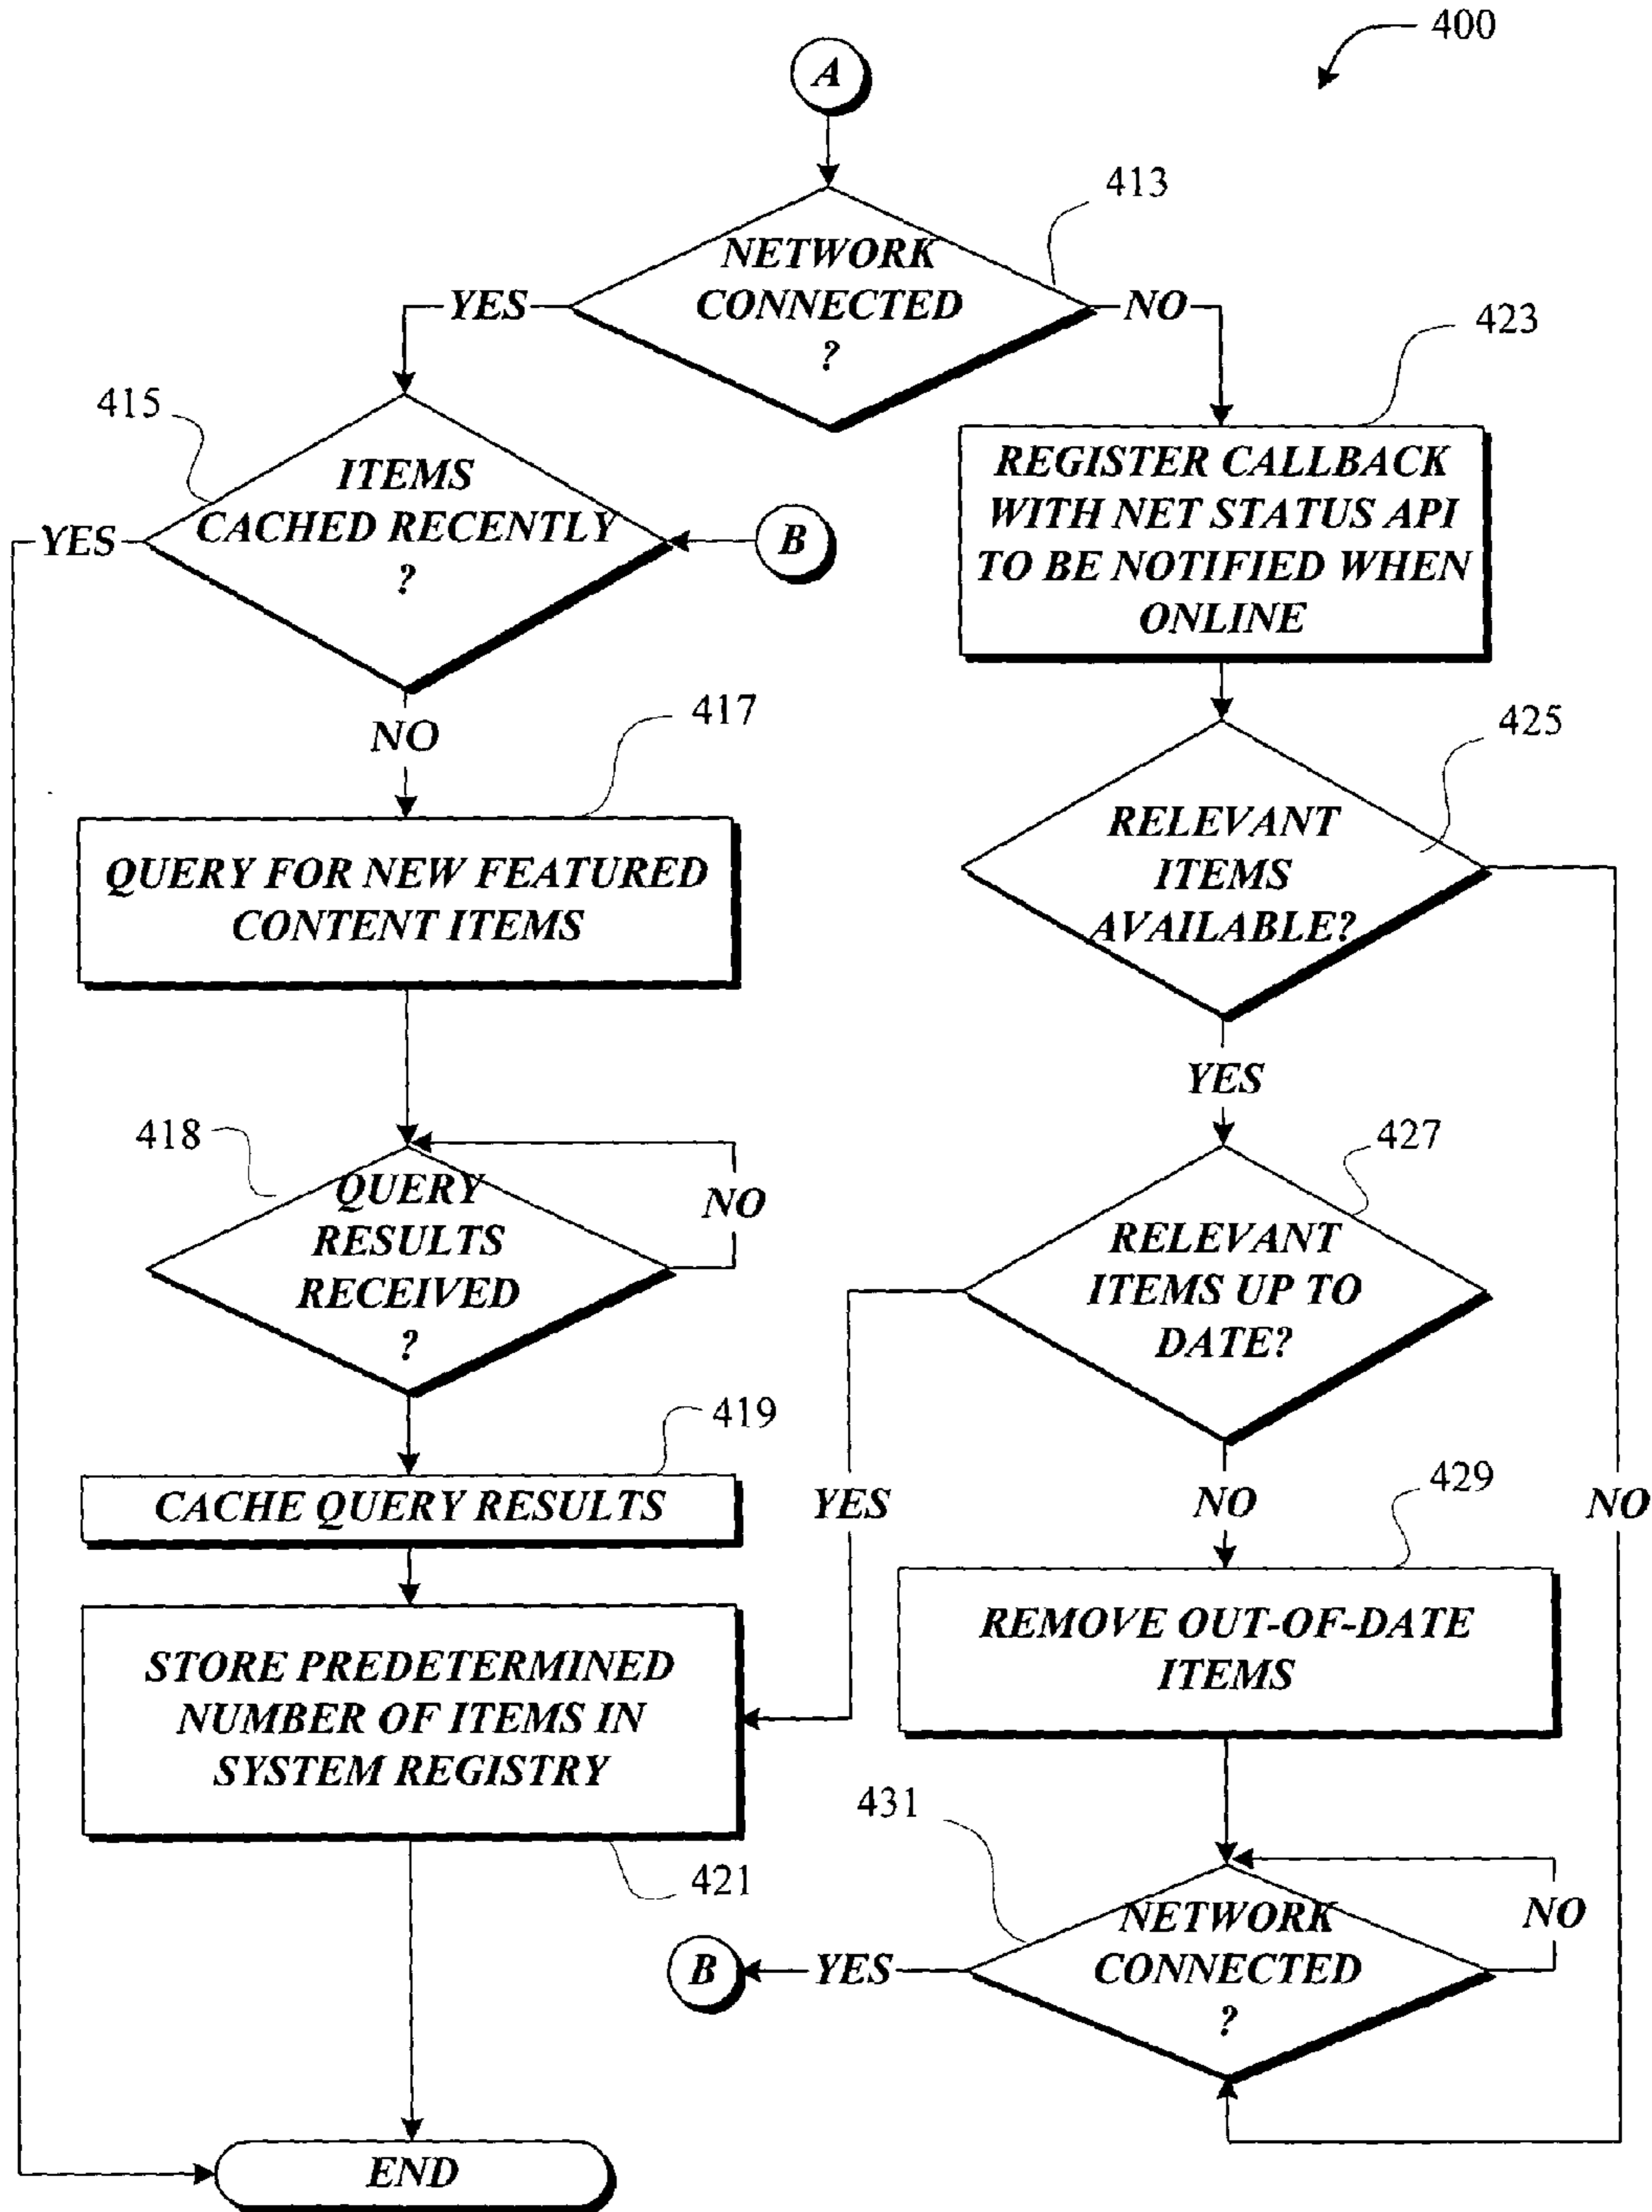 400
A
413
NETWORK
CONNECTED
?
YES
NO
423
415
ITEMS
CACHED RECENTLY
?
YES
B
REGISTER CALLBACK
WITH NET STATUS API
TO BE NOTIFIED WHEN
ONLINE
NO
417
425
QUERY FOR NEW FEATURED
CONTENT ITEMS
RELEVANT
ITEMS
AVAILABLE?
YES
418
QUERY
RESULTS
RECEIVED
?
NO
427
RELEVANT
ITEMS UP TO
DATE?
419
CACHE QUERY RESULTS
YES
NO
429
NO
STORE PREDETERMINED
NUMBER OF ITEMS IN
SYSTEM REGISTRY
REMOVE OUT-OF-DATE
ITEMS
421
431
NETWORK
CONNECTED
?
NO
B
YES
END